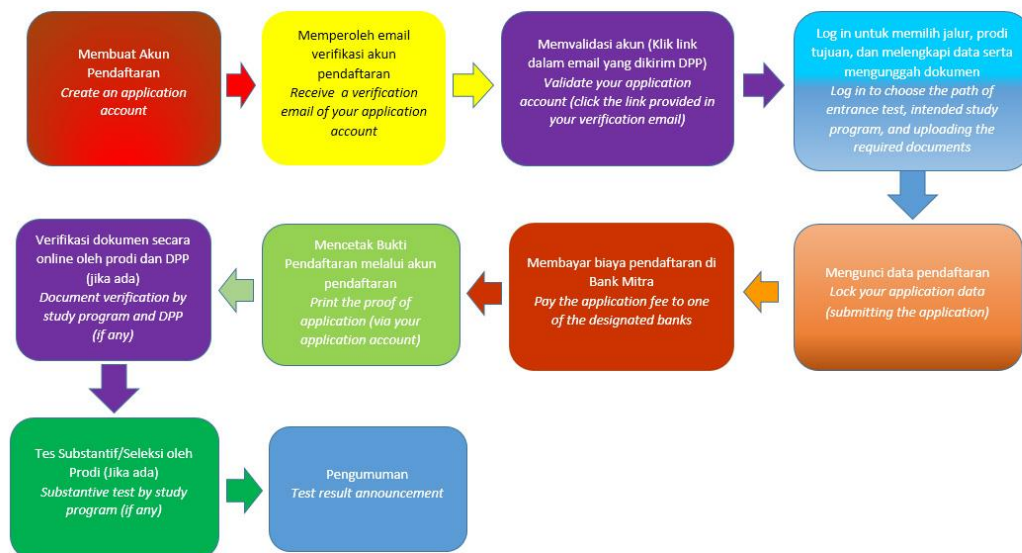 Membuat Akun
Pendaftaran
Create an application
account
Memperoleh email
verifikasi akun
pendaftaran
Receive a verification
email of your application
account
Memvalidasi akun (Klik link
dalam email yang dikirim DPP)
Validate your application
account (click the link provided in
your verification email)
Log in untuk memilih jalur, prodi
tujuan, dan melengkapi data serta
mengunggah dokumen
Log in to choose the path of
entrance test, intended study
program, and uploading the
required documents
Mengunci data pendaftaran
Lock your application data
(submitting the application)
Membayar biaya pendaftaran di
Bank Mitra
Pay the application fee to one
of the designated banks
Mencetak Bukti
Pendaftaran melalui akun
pendaftaran
Print the proof of
application (via your
application account)
Verifikasi dokumen secara
online oleh prodi dan DPP
(jika ada)
Document verification by
study program and DPP
(if any)
Tes Substantif/Seleksi oleh
Prodi (Jika ada)
Substantive test by study
program (if any)
Pengumuman
Test result announcement